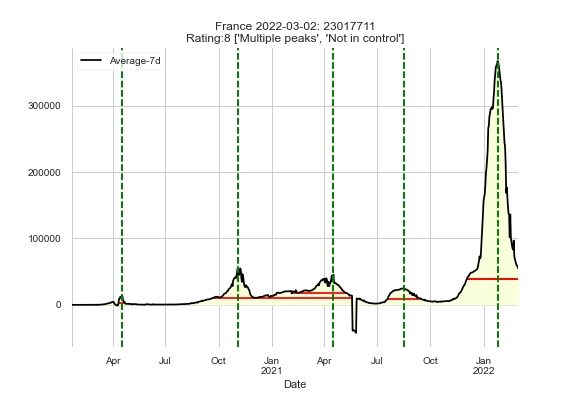 France 2022-03-02: 23017711
Rating:8 ['Multiple peaks', 'Not in control']
Average-7d
300000
200000
100000
0
Apr Jul Oct Jan Apr Jul Oct Jan
2021 2022
Date